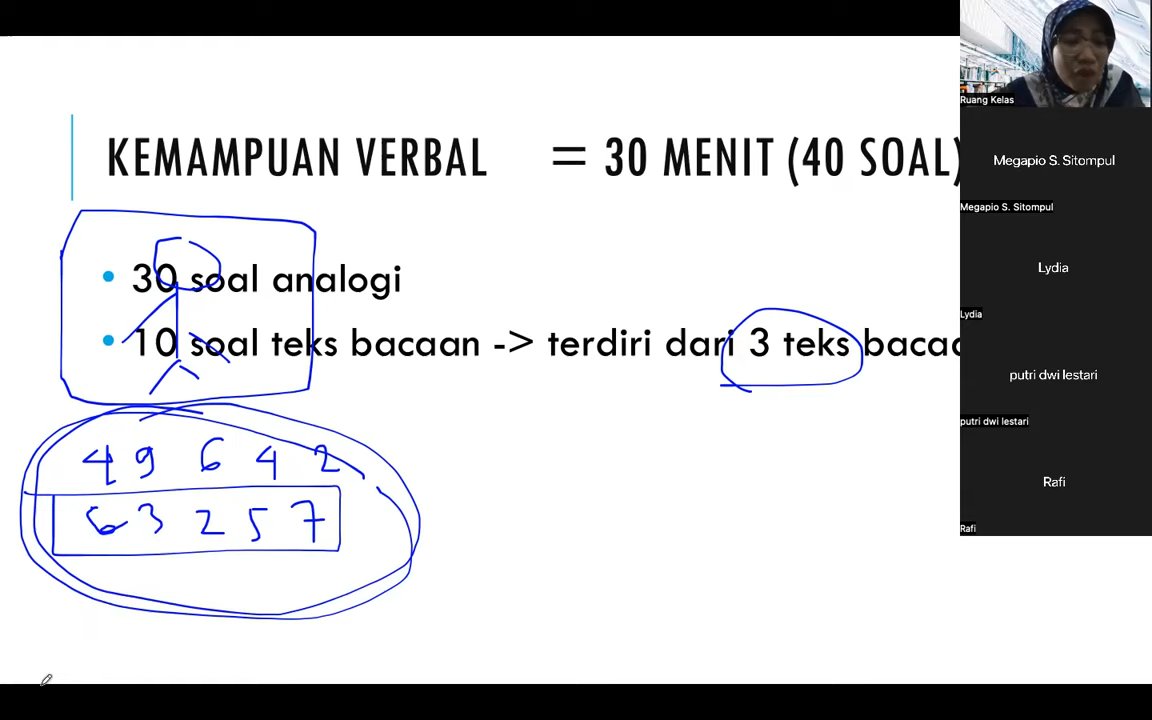 KEMAMPUAN VERBAL = 30 MENIT (40 SOAL)
• 30 soal analogi
• 10 soal teks bacaan -> terdiri dari 3 teks bacaa
4 9 6 4 2
6 3 2 5 7
Ruang Kelas
Megapio S. Sitompul
Megapio S. Sitompul
Lydia
Lydia
putri dwi lestari
putri dwi lestari
Rafi
Rafi